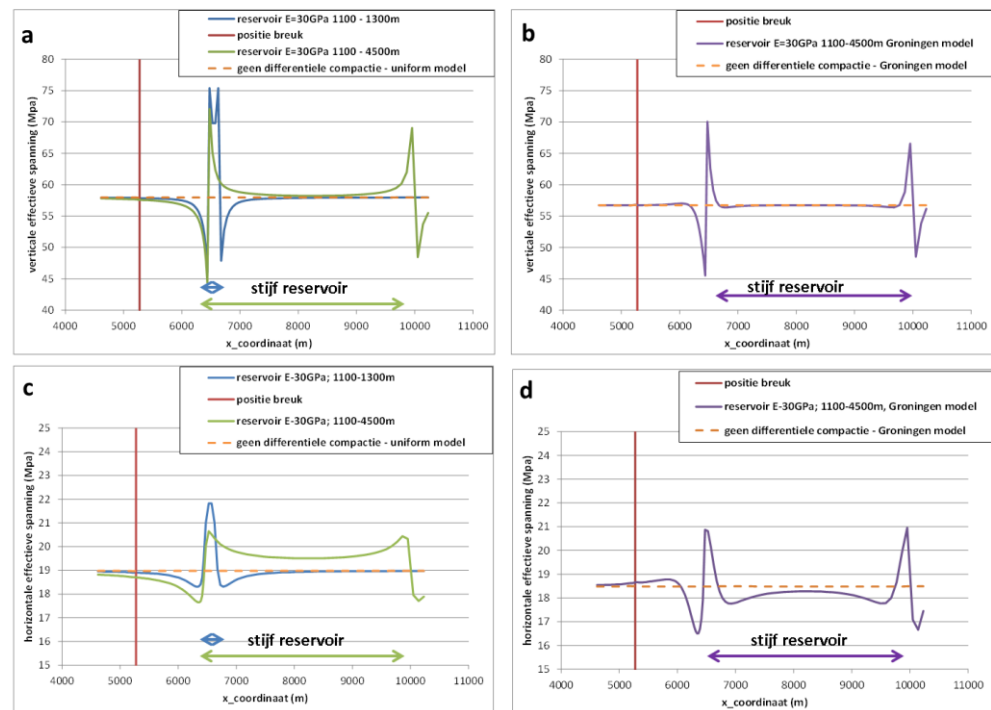 a
reservoir E=30GPa 1100 - 1300m
positie breuk
reservoir E=30GPa 1100 - 4500m
geen differentiele compactie - uniform model
verticale effectieve spanning (Mpa)
80
75
70
65
60
55
50
45
40
stijf reservoir
4000 5000 6000 7000 8000 9000 10000 11000
x_coordinaat (m)
b
positie breuk
reservoir E=30GPa 1100-4500m Groningen model
geen differentiele compactie - Groningen model
verticale effectieve spanning (Mpa)
80
75
70
65
60
55
50
45
40
stijf reservoir
4000 5000 6000 7000 8000 9000 10000 11000
x_coordinaat (m)
c
reservoir E-30GPa; 1100-1300m
positie breuk
reservoir E-30GPa; 1100-4500m
geen differentiele compactie - uniform model
horizontale effectieve spanning (Mpa)
25
24
23
22
21
20
19
18
17
16
15
stijf reservoir
4000 5000 6000 7000 8000 9000 10000 11000
x_coordinaat (m)
d
positie breuk
reservoir E-30GPa; 1100-4500m, Groningen model
geen differentiele compactie - Groningen model
horizontale effectieve spanning (Mpa)
25
24
23
22
21
20
19
18
17
16
15
stijf reservoir
4000 5000 6000 7000 8000 9000 10000 11000
x_coordinaat (m)